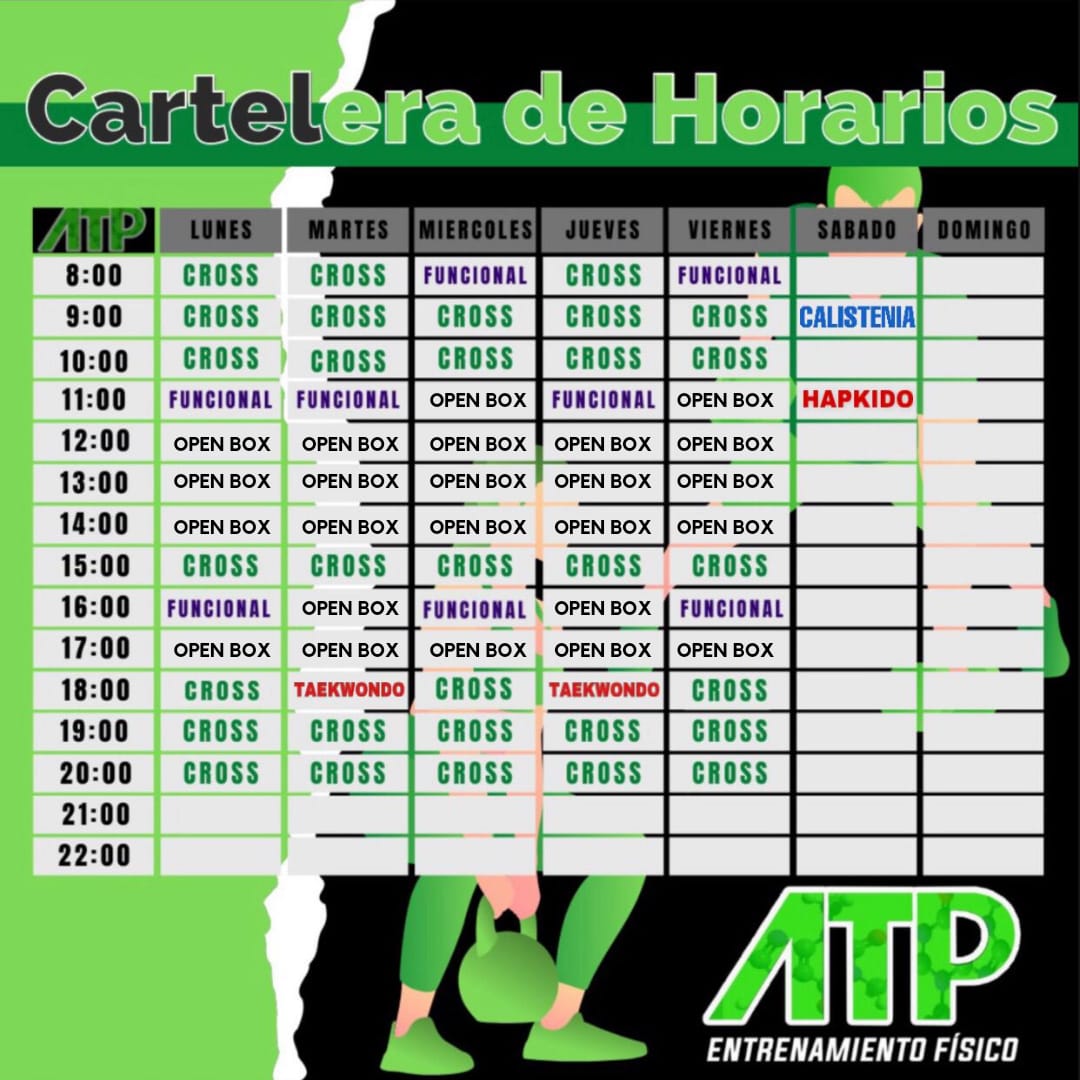 Cartelera de Horarios
ATP LUNES MARTES MIERCOLES JUEVES VIERNES SABADO DOMINGO
8:00 CROSS CROSS FUNCIONAL CROSS FUNCIONAL
9:00 CROSS CROSS CROSS CROSS CROSS CALISTENIA
10:00 CROSS CROSS CROSS CROSS CROSS
11:00 FUNCIONAL FUNCIONAL OPEN BOX FUNCIONAL OPEN BOX HAPKIDO
12:00 OPEN BOX OPEN BOX OPEN BOX OPEN BOX OPEN BOX
13:00 OPEN BOX OPEN BOX OPEN BOX OPEN BOX OPEN BOX
14:00 OPEN BOX OPEN BOX OPEN BOX OPEN BOX OPEN BOX
15:00 CROSS CROSS CROSS CROSS CROSS
16:00 FUNCIONAL OPEN BOX FUNCIONAL OPEN BOX FUNCIONAL
17:00 OPEN BOX OPEN BOX OPEN BOX OPEN BOX OPEN BOX
18:00 CROSS TAEKWONDO CROSS TAEKWONDO CROSS
19:00 CROSS CROSS CROSS CROSS CROSS
20:00 CROSS CROSS CROSS CROSS CROSS
21:00
22:00
ATP
ENTRENAMIENTO FÍSICO